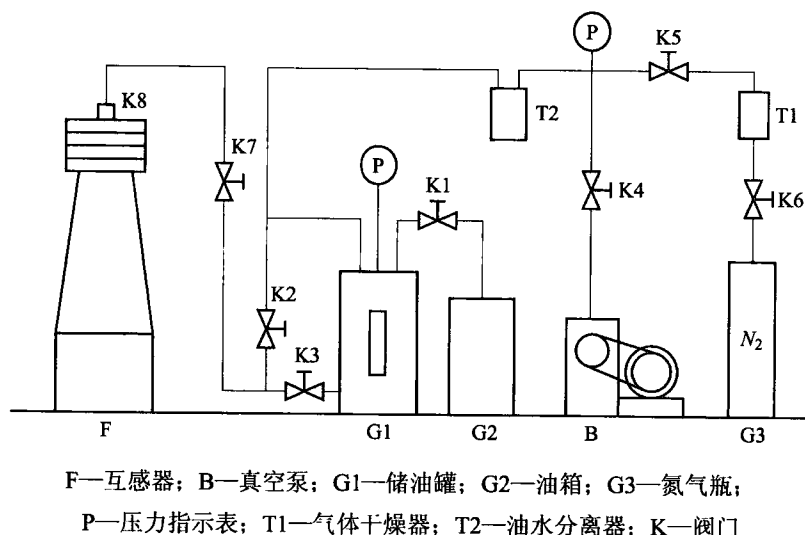 P
K5
K8
T2
T1
K7
P
K1
K4
K6
K2
K3
N₂
F
G1
G2
B
G3
F—互感器；B—真空泵；G1—储油罐；G2—油箱；G3—氮气瓶；
P—压力指示表；T1—气体干燥器；T2—油水分离器；K—阀门